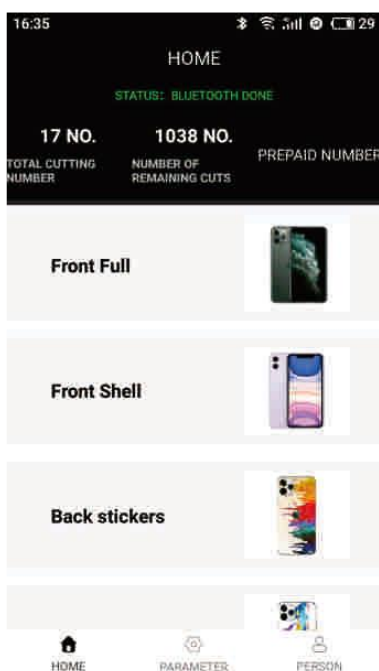 16:35
29
HOME
STATUS: BLUETOOTH DONE
17 NO.
1038 NO.
PREPAID NUMBER
TOTAL CUTTING
NUMBER
NUMBER OF
REMAINING CUTS
Front Full
Front Shell
Back stickers
HOME
PARAMETER
PERSON